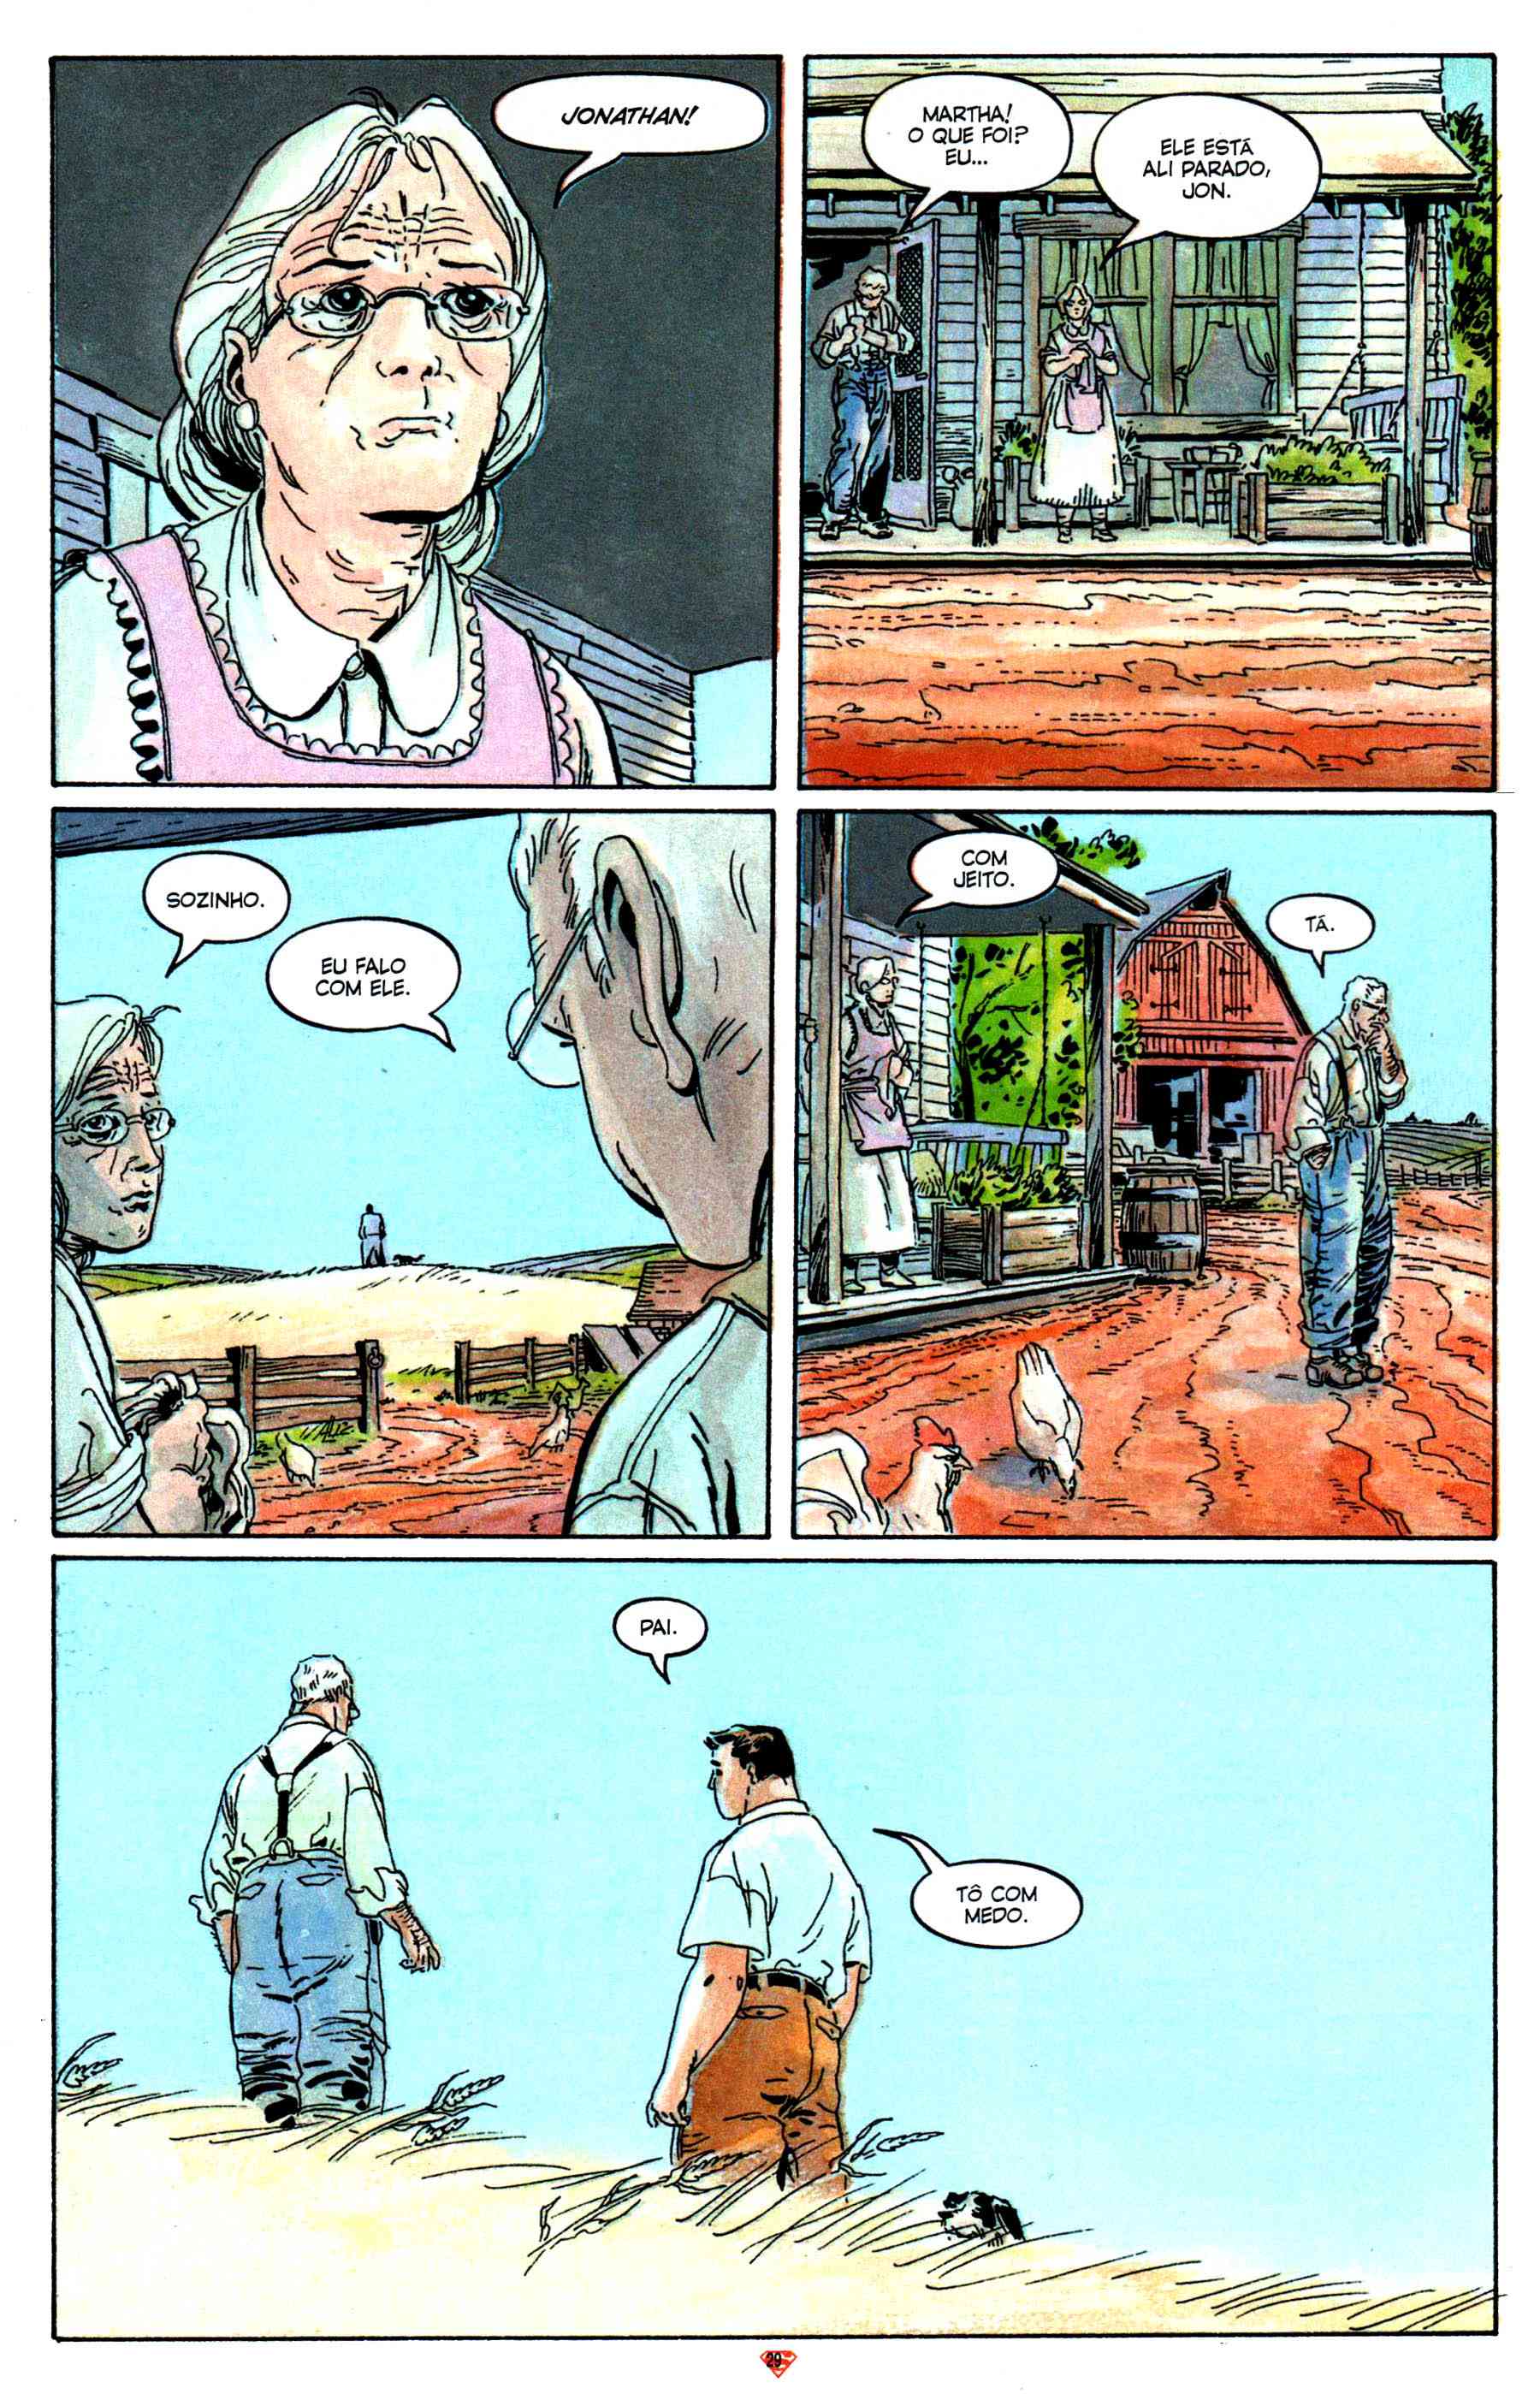 JONATHAN!
MARTHA!
O QUE FOI?
EU...
ELE ESTÁ
ALI PARADO,
JON.
SOZINHO.
EU FALO
COM ELE.
COM
JEITO.
TÁ.
PAI.
TÔ COM
MEDO.
29